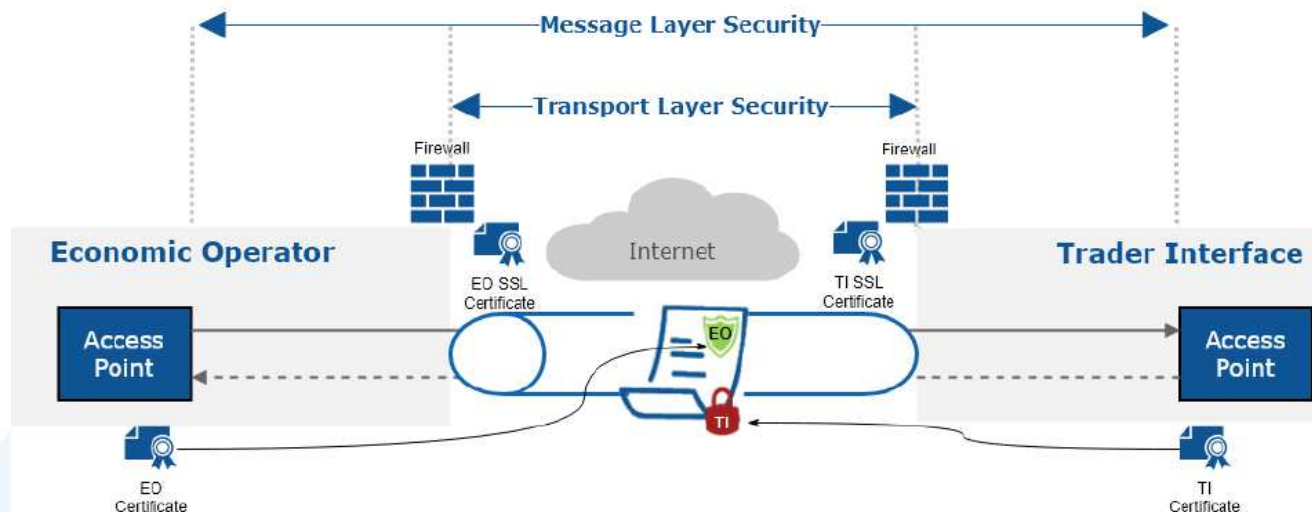 Message Layer Security
Transport Layer Security
Firewall
Firewall
Economic Operator
Internet
Trader Interface
EO SSL
Certificate
TI SSL
Certificate
Access
Point
EO
Access
Point
TI
EO
Certificate
TI
Certificate